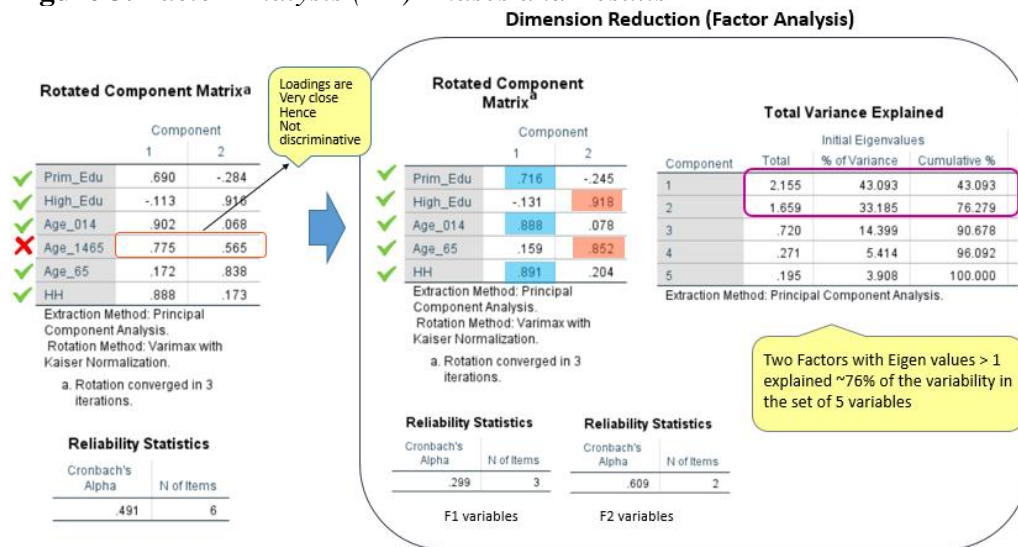 Dimension Reduction (Factor Analysis)
Rotated Component Matrixa
Component
1 2
Prim_Edu .690 -.284
High_Edu -.113 .916
Age_014 .902 .068
Age_1465 .775 .565
Age_65 .172 .838
HH .888 .173
Extraction Method: Principal
Component Analysis.
Rotation Method: Varimax with
Kaiser Normalization.
a. Rotation converged in 3
iterations.
Reliability Statistics
Cronbach's
Alpha N of Items
.491 6
Loadings are
Very close
Hence
Not
discriminative
Rotated Component
Matrixa
Component
1 2
Prim_Edu .716 -.245
High_Edu -.131 .918
Age_014 .888 .078
Age_65 .159 .852
HH .891 .204
Extraction Method: Principal
Component Analysis.
Rotation Method: Varimax with
Kaiser Normalization.
a. Rotation converged in 3
iterations.
Total Variance Explained
Initial Eigenvalues
Component Total % of Variance Cumulative %
1 2.155 43.093 43.093
2 1.659 33.185 76.279
3 .720 14.399 90.678
4 .271 5.414 96.092
5 .195 3.908 100.000
Extraction Method: Principal Component Analysis.
Two Factors with Eigen values > 1
explained ~76% of the variability in
the set of 5 variables
Reliability Statistics
Cronbach's
Alpha N of Items
.299 3
F1 variables
Reliability Statistics
Cronbach's
Alpha N of Items
.609 2
F2 variables